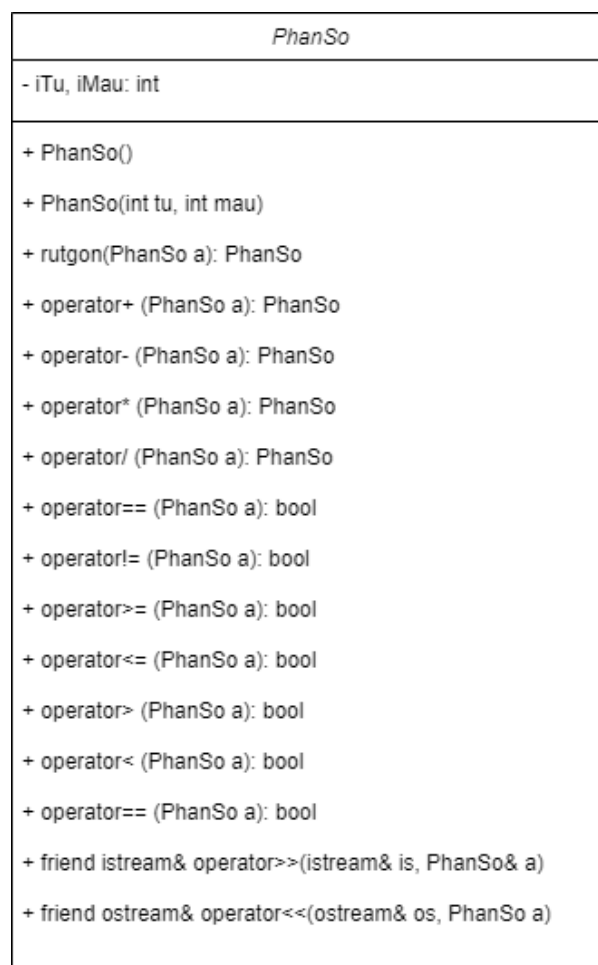 PhanSo
- iTu, iMau: int
+ PhanSo()
+ PhanSo(int tu, int mau)
+ rutgon(PhanSo a): PhanSo
+ operator+ (PhanSo a): PhanSo
+ operator- (PhanSo a): PhanSo
+ operator* (PhanSo a): PhanSo
+ operator/ (PhanSo a): PhanSo
+ operator== (PhanSo a): bool
+ operator!= (PhanSo a): bool
+ operator>= (PhanSo a): bool
+ operator<= (PhanSo a): bool
+ operator> (PhanSo a): bool
+ operator< (PhanSo a): bool
+ operator== (PhanSo a): bool
+ friend istream& operator>>(istream& is, PhanSo& a)
+ friend ostream& operator<<(ostream& os, PhanSo a)